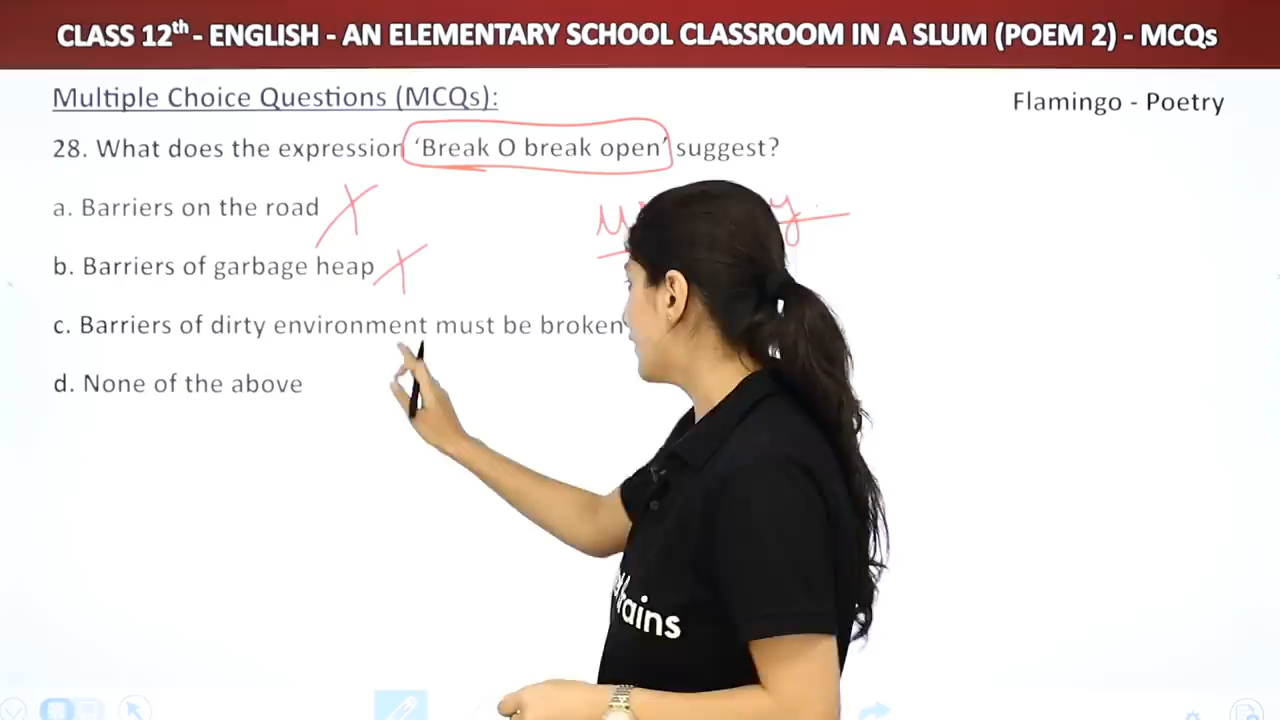 CLASS 12th - ENGLISH - AN ELEMENTARY SCHOOL CLASSROOM IN A SLUM (POEM 2) - MCQs
Multiple Choice Questions (MCQs):
Flamingo - Poetry
28. What does the expression ‘Break O break open’ suggest?
a. Barriers on the road
b. Barriers of garbage heap
c. Barriers of dirty environment must be broken
d. None of the above